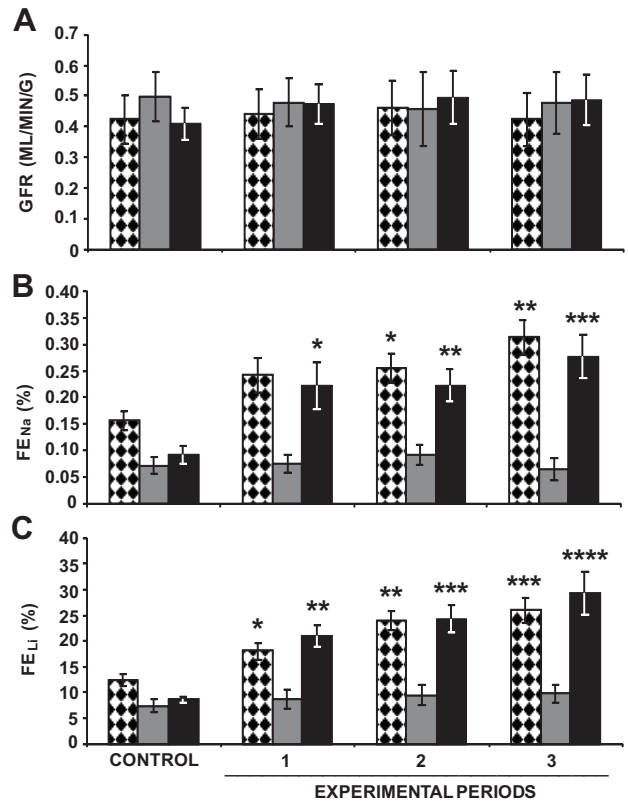 A
GFR (ML/MIN/G)
0.7
0.6
0.5
0.4
0.3
0.2
0.1
0
B
FENa (%)
0.40
0.35
0.30
0.25
0.20
0.15
0.10
0.05
0
* * ** ** ***
C
FELi (%)
40
35
30
25
20
15
10
5
0
* ** ** *** *** ****
CONTROL 1 2 3
EXPERIMENTAL PERIODS